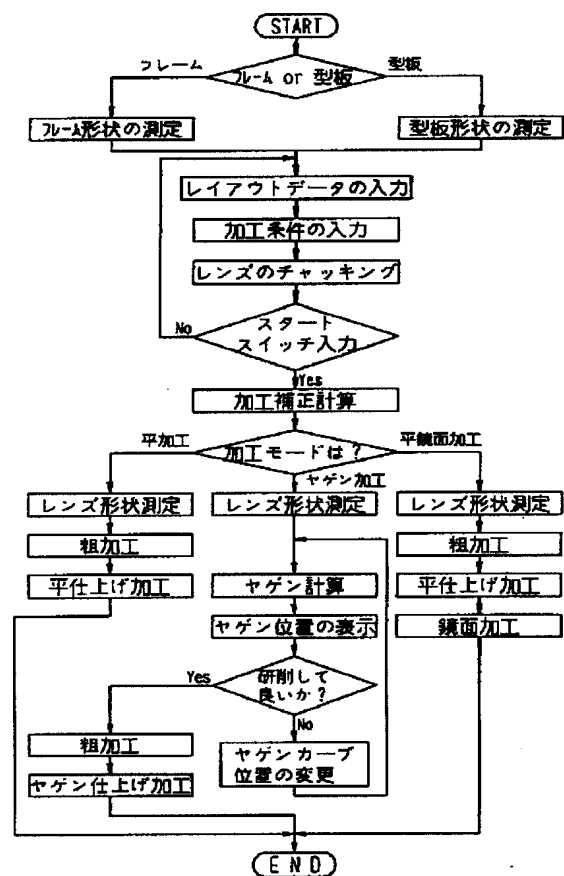 START
フレーム
フレーム or 型板
型板
フレーム形状の測定
型板形状の測定
レイアウトデータの入力
加工条件の入力
レンズのチャッキング
No
スタート
スイッチ入力
Yes
加工補正計算
平加工
加工モードは？
平鏡面加工
ヤゲン加工
レンズ形状測定
レンズ形状測定
レンズ形状測定
粗加工
粗加工
平仕上げ加工
ヤゲン計算
平仕上げ加工
ヤゲン位置の表示
鏡面加工
Yes
研削して
良いか？
No
粗加工
ヤゲンカーブ
位置の変更
ヤゲン仕上げ加工
END